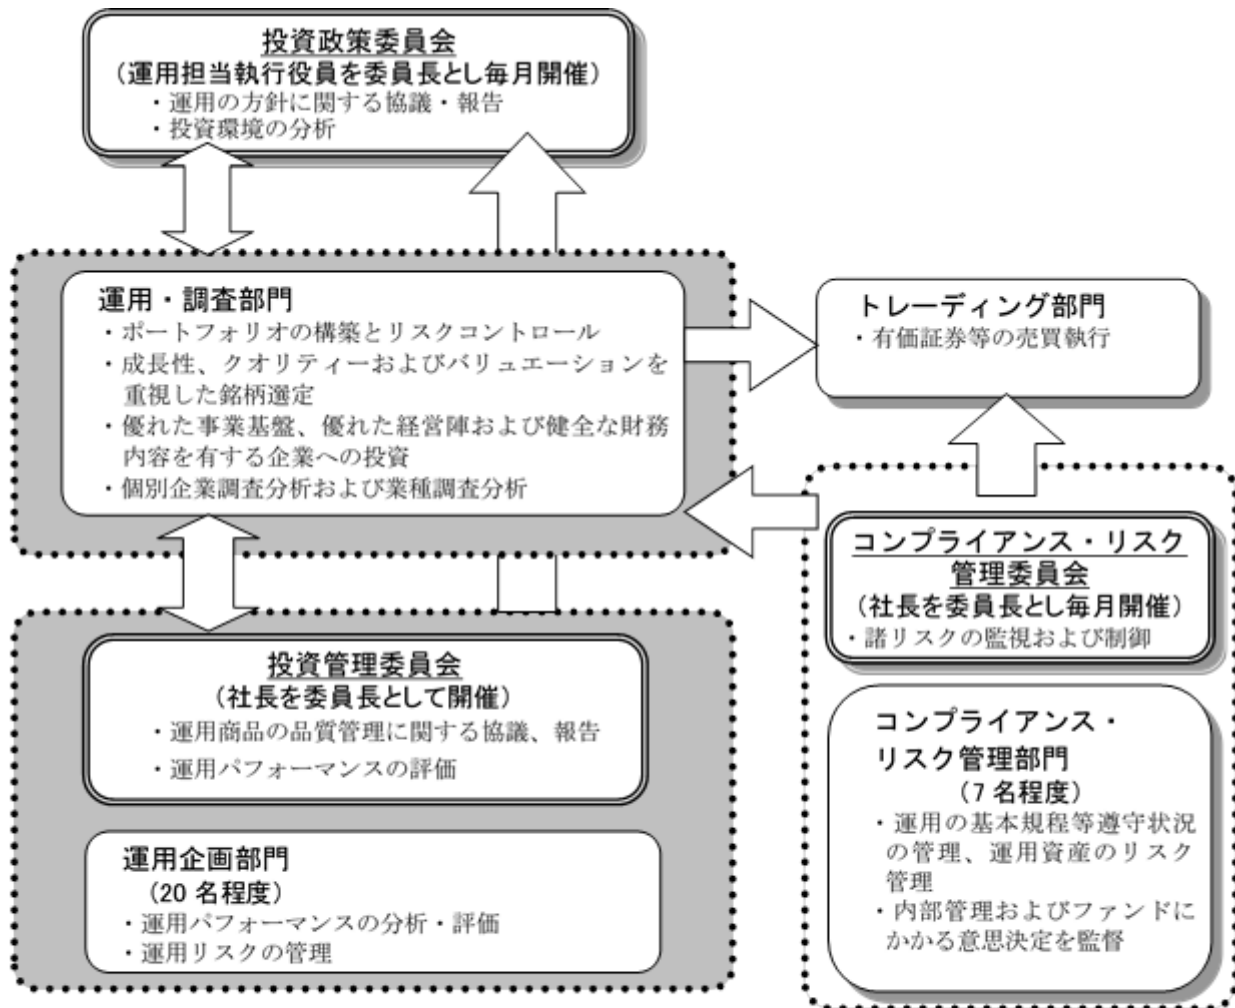 投資政策委員会
（運用担当執行役員を委員長とし毎月開催）
・運用の方針に関する協議・報告
・投資環境の分析
運用・調査部門
・ポートフォリオの構築とリスクコントロール
・成長性、クオリティーおよびバリュエーションを
重視した銘柄選定
・優れた事業基盤、優れた経営陣および健全な財務
内容を有する企業への投資
・個別企業調査分析および業種調査分析
トレーディング部門
・有価証券等の売買執行
投資管理委員会
（社長を委員長として開催）
・運用商品の品質管理に関する協議、報告
・運用パフォーマンスの評価
運用企画部門
（20 名程度）
・運用パフォーマンスの分析・評価
・運用リスクの管理
コンプライアンス・リスク
管理委員会
（社長を委員長とし毎月開催）
・諸リスクの監視および制御
コンプライアンス・
リスク管理部門
（7 名程度）
・運用の基本規程等遵守状況
の管理、運用資産のリスク
管理
・内部管理およびファンドに
かかる意思決定を監督